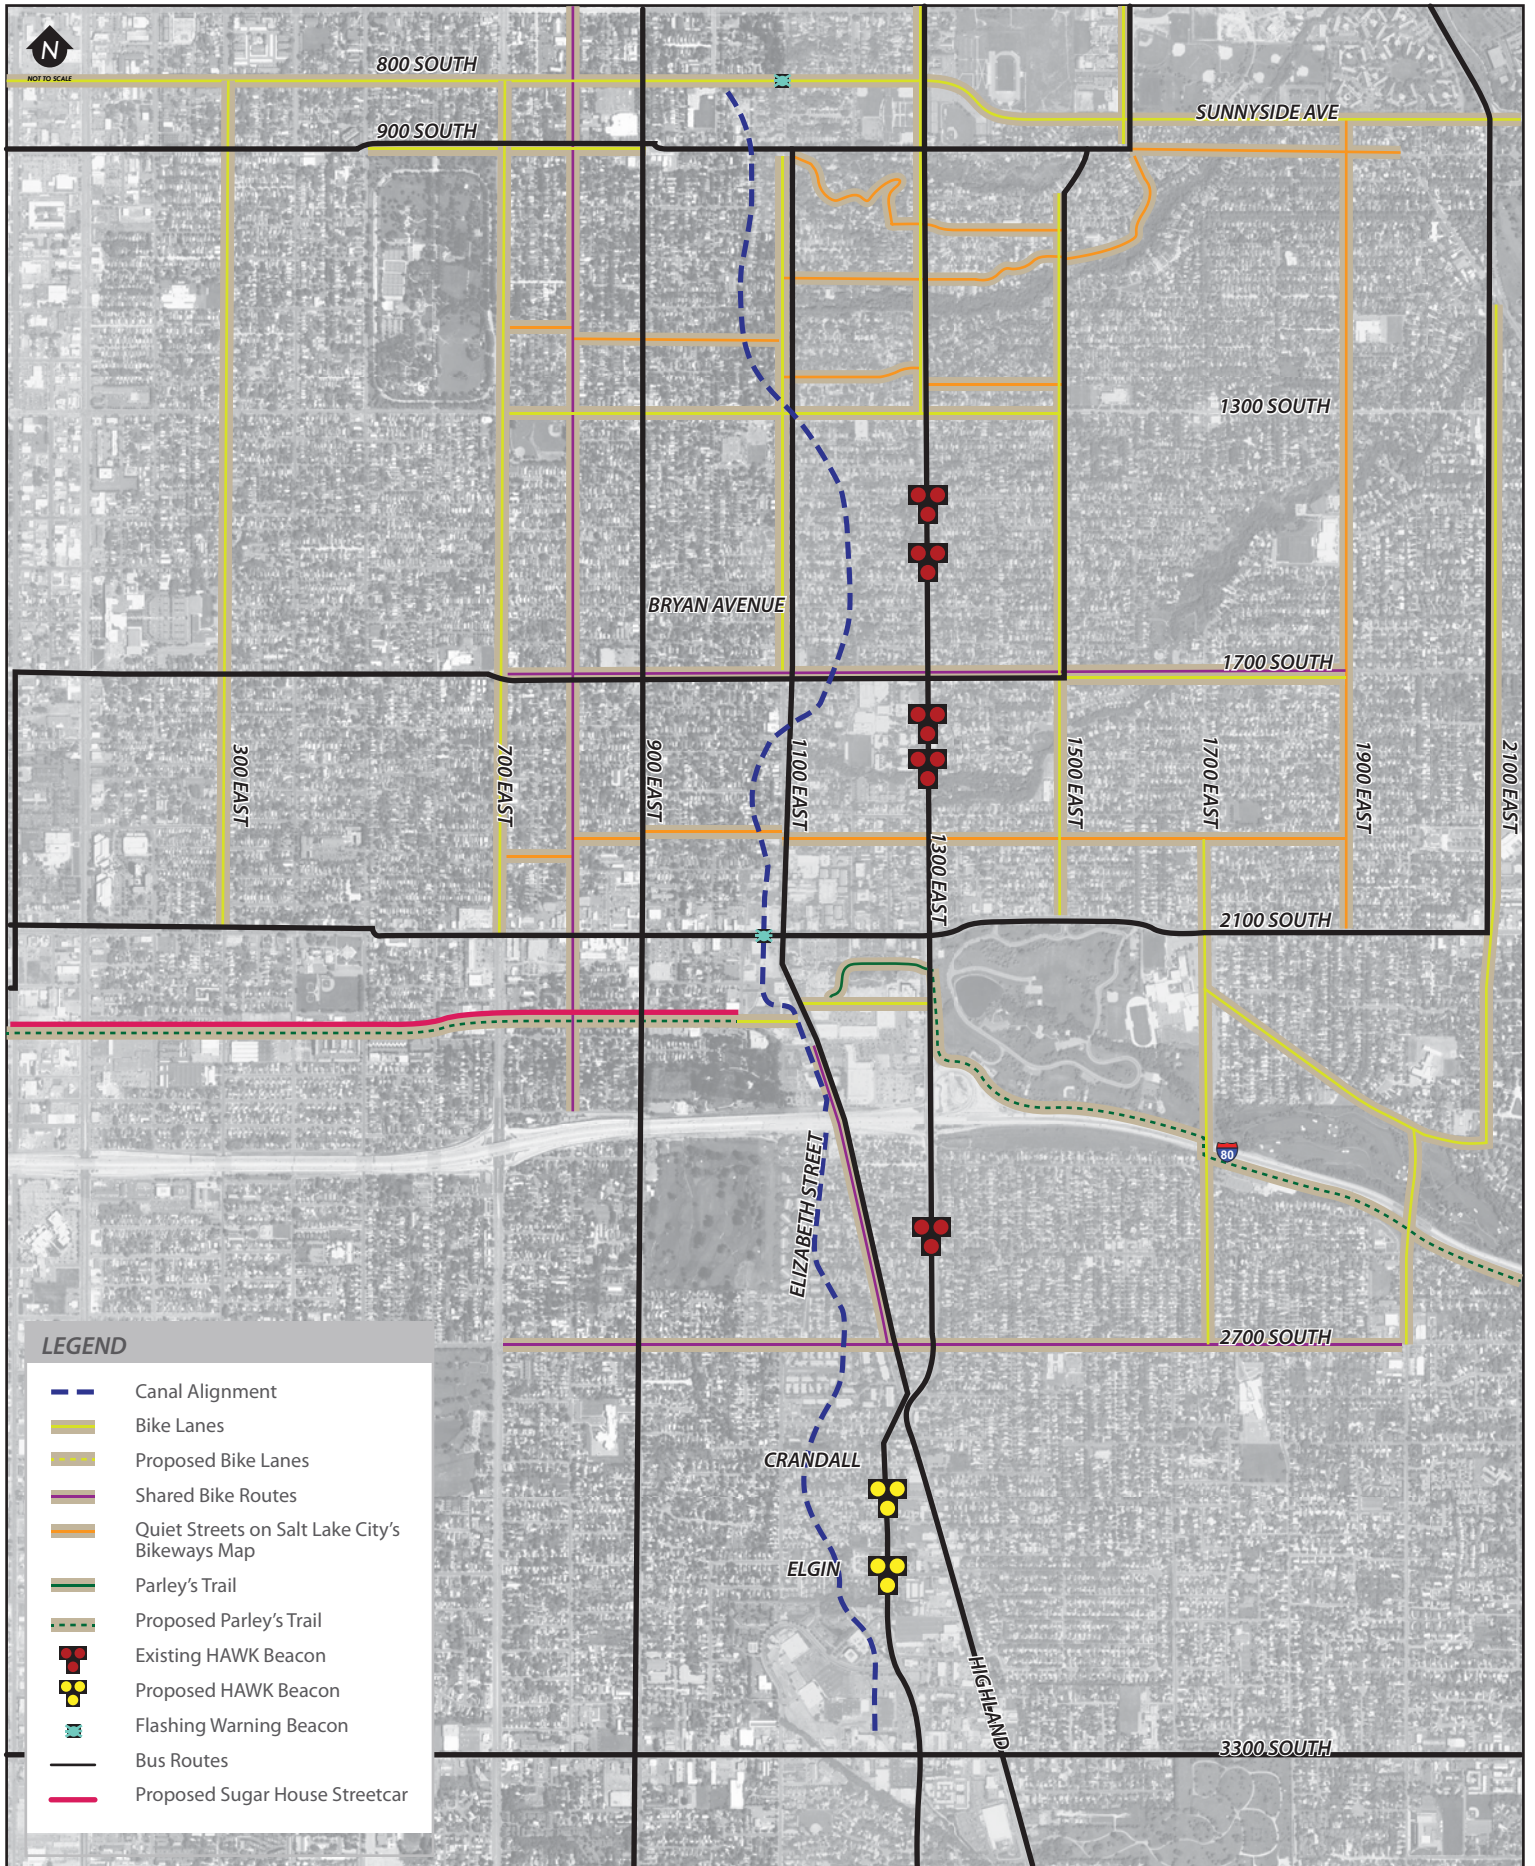 N
NOT TO SCALE
800 SOUTH
SUNNYSIDE AVE
900 SOUTH
1300 SOUTH
BRYAN AVENUE
1700 SOUTH
300 EAST
700 EAST
900 EAST
1100 EAST
1300 EAST
1500 EAST
1700 EAST
1900 EAST
2100 EAST
2100 SOUTH
80
ELIZABETH STREET
2700 SOUTH
CRANDALL
ELGIN
HIGHLAND
3300 SOUTH
LEGEND
Canal Alignment
Bike Lanes
Proposed Bike Lanes
Shared Bike Routes
Quiet Streets on Salt Lake City's
Bikeways Map
Parley's Trail
Proposed Parley's Trail
Existing HAWK Beacon
Proposed HAWK Beacon
Flashing Warning Beacon
Bus Routes
Proposed Sugar House Streetcar